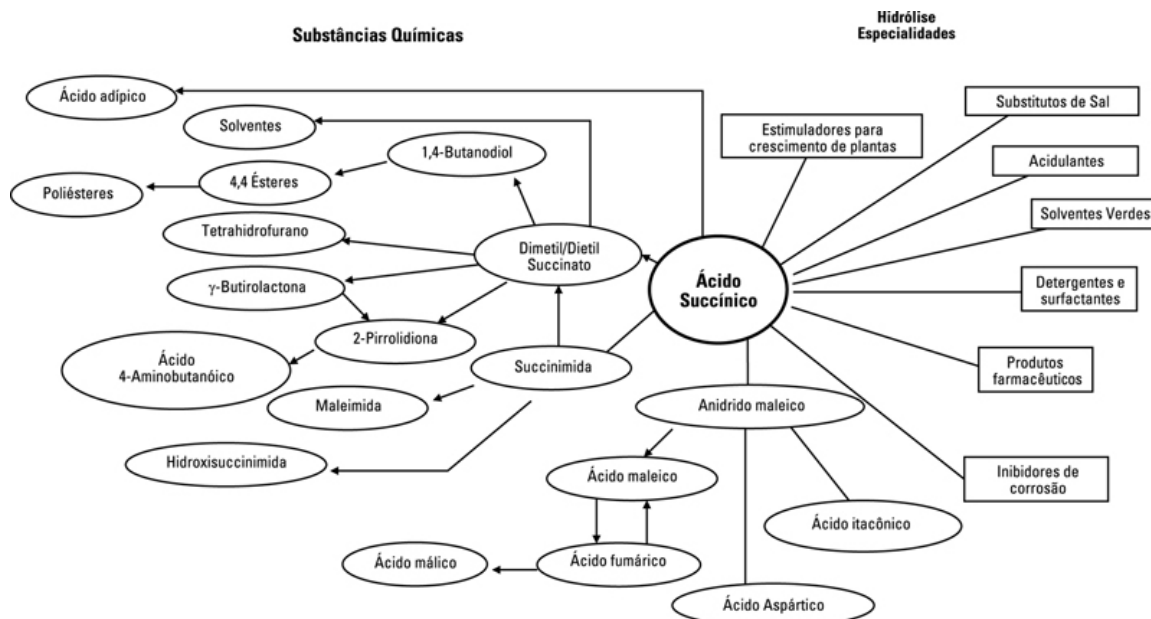 Substâncias Químicas
Hidrólise
Especialidades
Ácido adípico
Solventes
1,4-Butanodiol
4,4 Ésteres
Poliésteres
Tetrahidrofurano
Dimetil/Dietil
Succinato
γ-Butirolactona
2-Pirrolidiona
Ácido
4-Aminobutanóico
Succinimida
Maleimida
Hidroxisuccinimida
Ácido
Succínico
Anidrido maleico
Ácido maleico
Ácido itacônico
Ácido málico
Ácido fumárico
Ácido Aspártico
Estimuladores para
crescimento de plantas
Substitutos de Sal
Acidulantes
Solventes Verdes
Detergentes e
surfactantes
Produtos
farmacêuticos
Inibidores de
corrosão